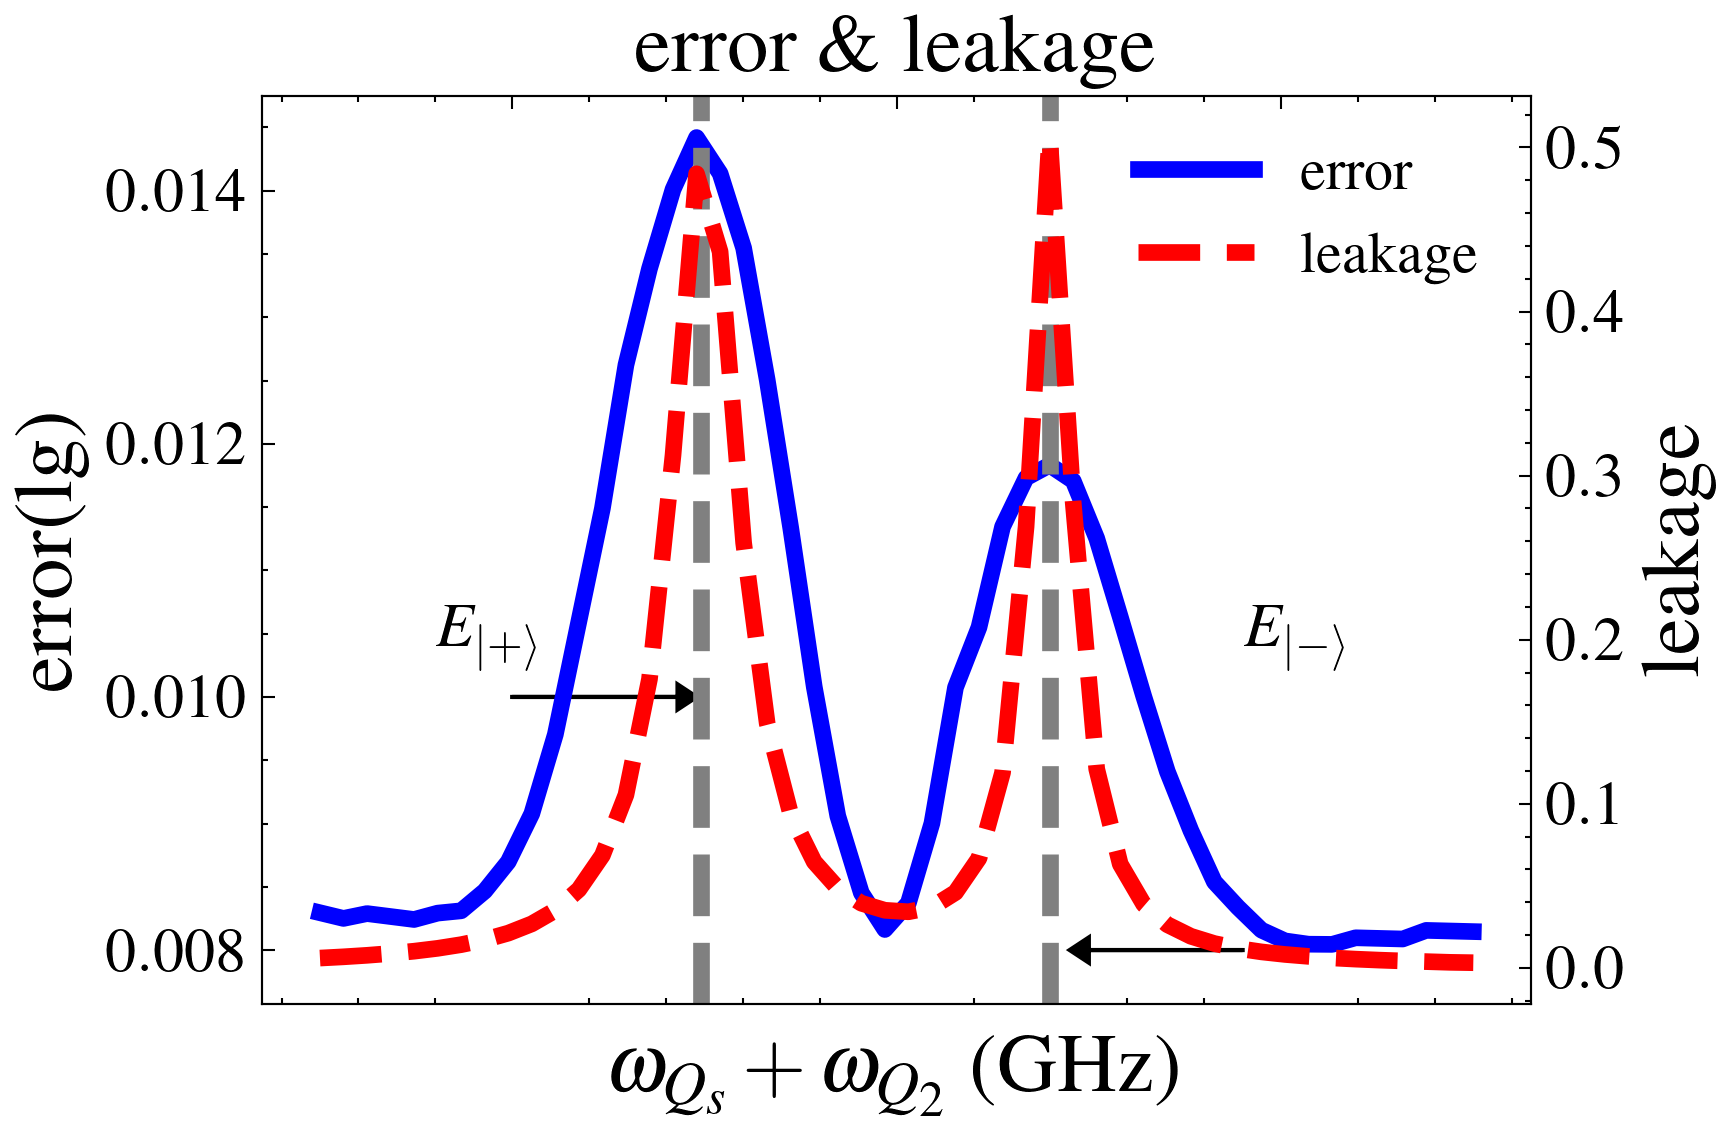 error & leakage
error(lg)
0.014
0.012
0.010
0.008
E|+⟩
E|−⟩
error
leakage
0.5
0.4
0.3
0.2
0.1
0.0
leakage
ωQs + ωQ2 (GHz)